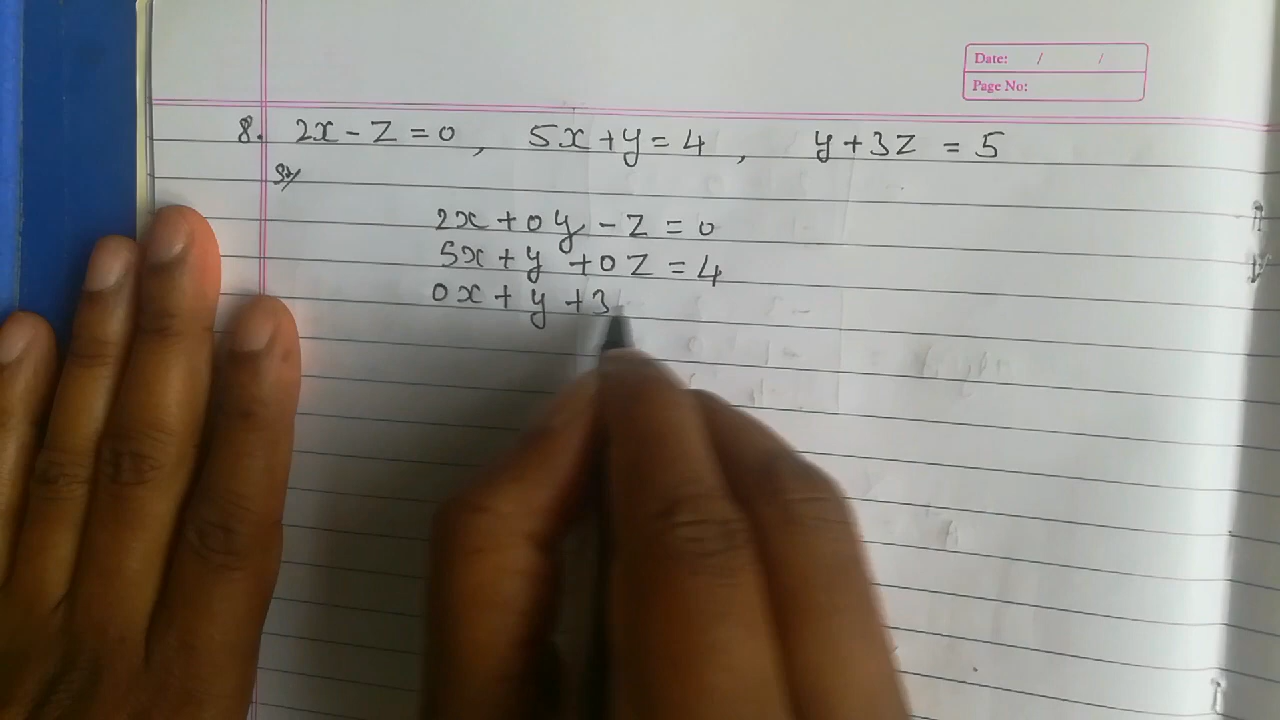 Date: / /
Page No:
8. 2x - z = 0, 5x + y = 4, y + 3z = 5
2x + 0y - z = 0
5x + y + 0z = 4
0x + y + 3